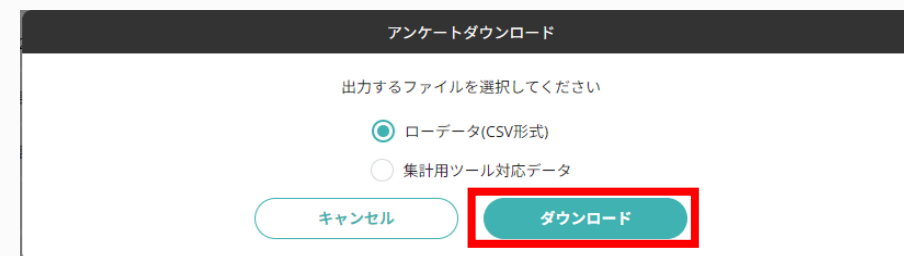 アンケートダウンロード
出力するファイルを選択してください
ローデータ(CSV形式)
集計用ツール対応データ
キャンセル ダウンロード